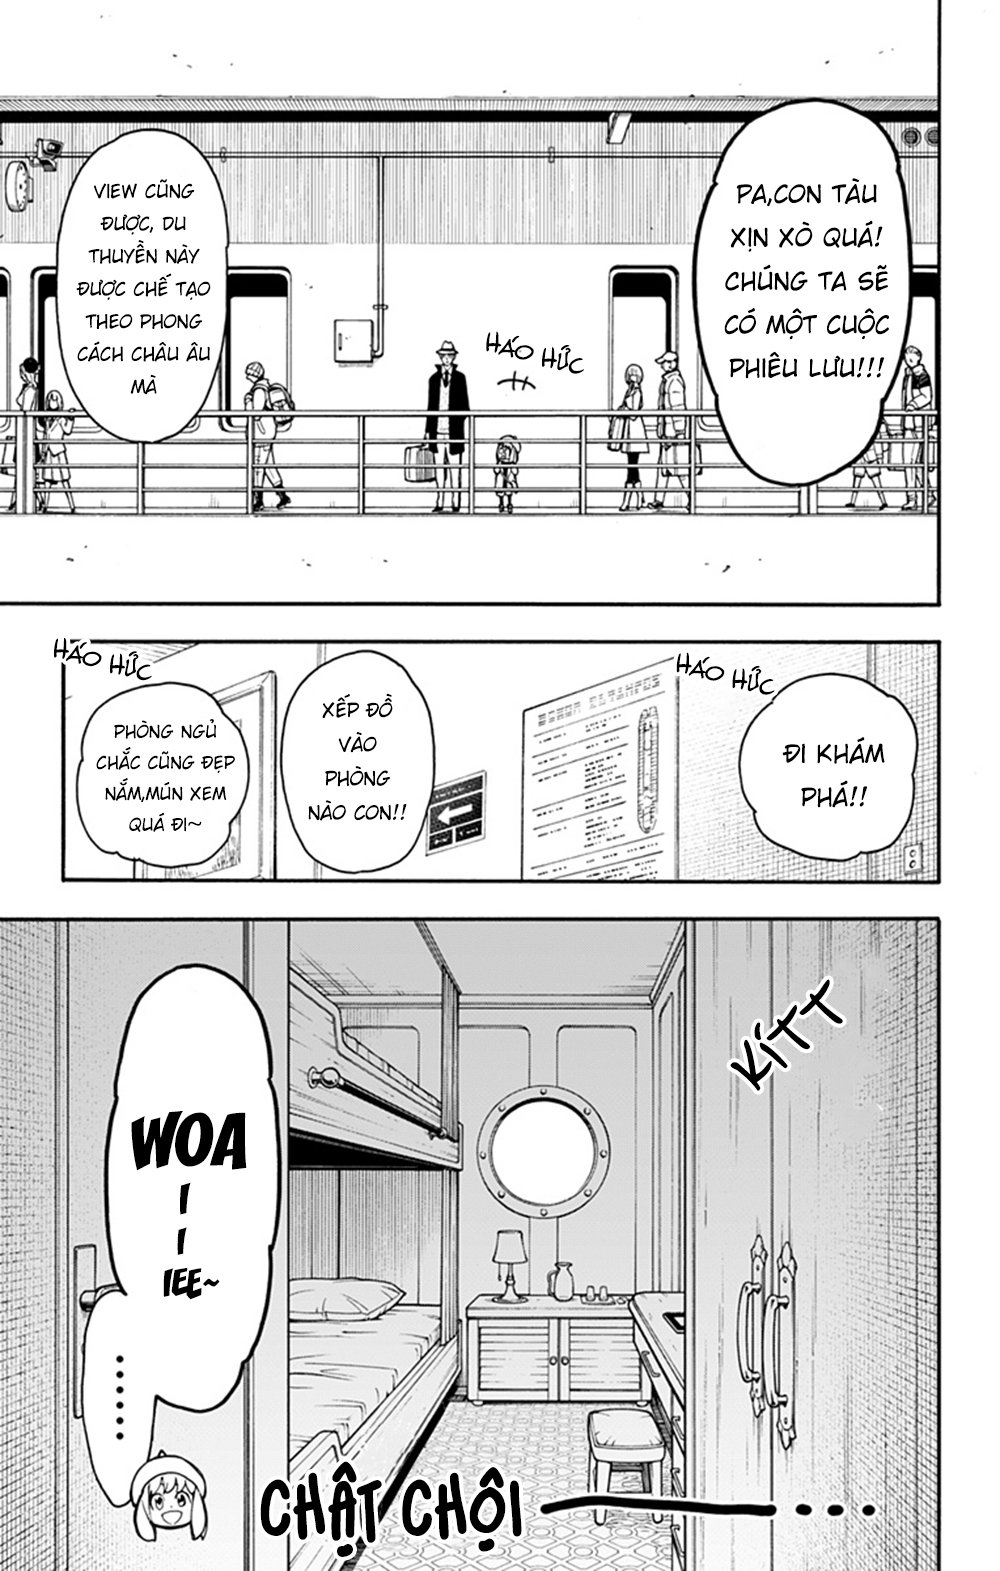 PA,CON TÀU
XỊN XÒ QUÁ!
CHÚNG TA SẼ
CÓ MỘT CUỘC
PHIÊU LƯU!!!
HÁO HỨC
VIEW CŨNG
ĐƯỢC, DU
THUYỀN NÀY
ĐƯỢC CHẾ TẠO
THEO PHONG
CÁCH CHÂU ÂU
MÀ
HÁO HỨC
ĐI KHÁM
PHÁ!!
XẾP ĐỒ
VÀO
PHÒNG
NÀO CON!!
HÁO HỨC
PHÒNG NGỦ
CHẮC CŨNG ĐẸP
NẮM,MÚN XEM
QUÁ ĐI~
KÍTT
WOA
I
I
IEE~
......
CHẬT CHỘI